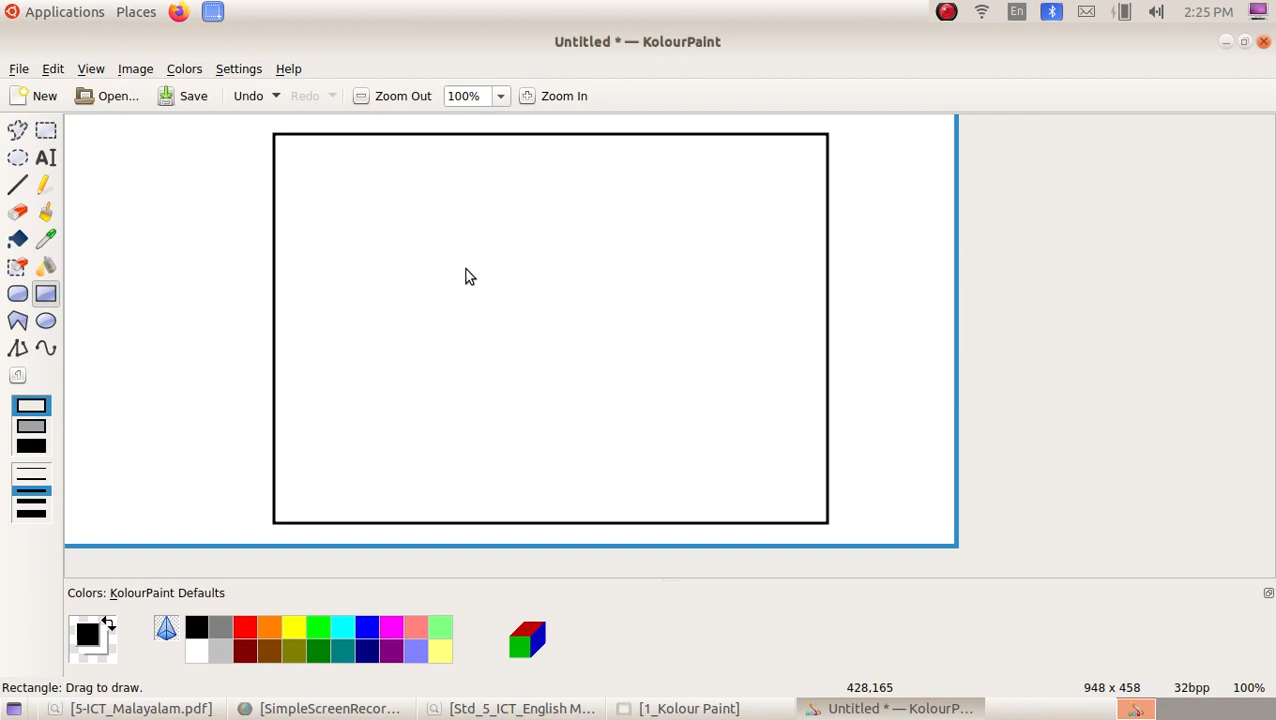 Applications Places En 2:25 PM
Untitled * — KolourPaint
File Edit View Image Colors Settings Help
New Open... Save Undo Redo Zoom Out 100% Zoom In
A
Colors: KolourPaint Defaults
Rectangle: Drag to draw. 428,165 948 x 458 32bpp 100%
[5-ICT_Malayalam.pdf] [SimpleScreenRecor... [Std_5_ICT_English M... [1_Kolour Paint] Untitled * — KolourP...